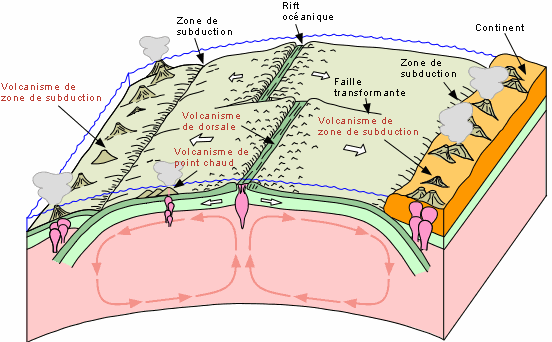 Rift
océanique
Zone de
subduction
Continent
Zone de
subduction
Faille
transformante
Volcanisme de
zone de subduction
Volcanisme
de dorsale
Volcanisme de
zone de subduction
Volcanisme de
point chaud